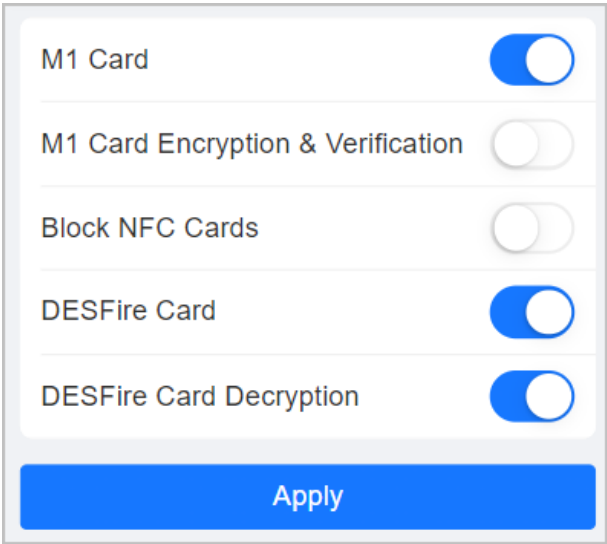 M1 Card
M1 Card Encryption & Verification
Block NFC Cards
DESFire Card
DESFire Card Decryption
Apply